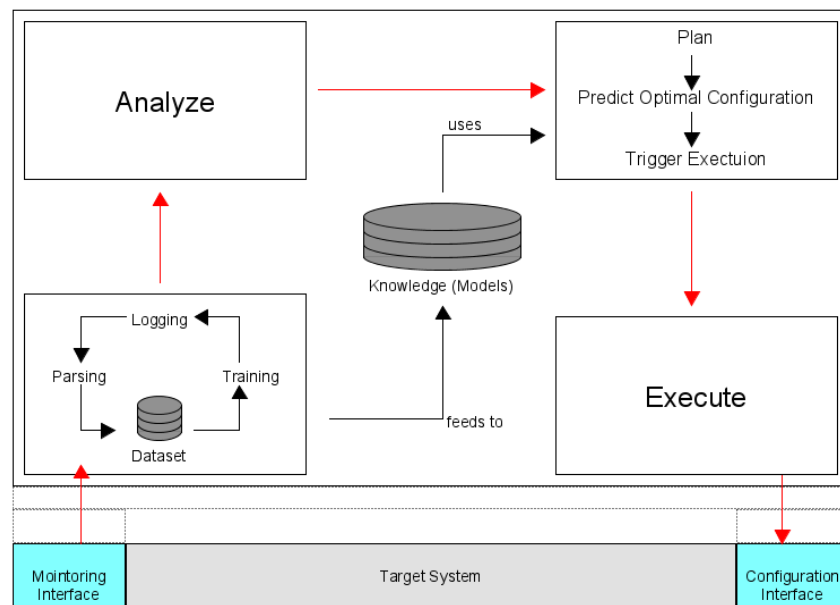 Analyze
Plan
Predict Optimal Configuration
Trigger Exectuion
uses
Knowledge (Models)
Logging
Parsing
Training
Dataset
feeds to
Execute
Mointoring
Interface
Target System
Configuration
Interface